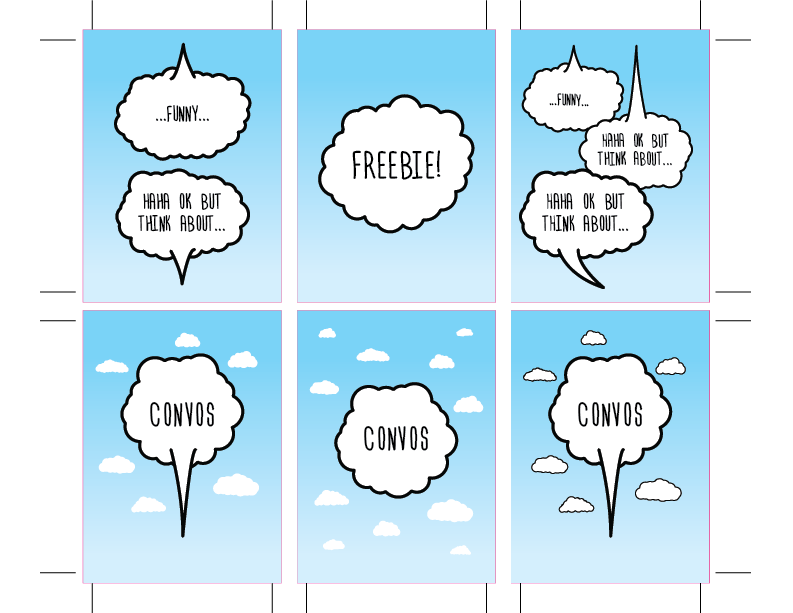 ...FUNNY...
HAHA OK BUT
THINK ABOUT...
FREEBIE!
...FUNNY...
HAHA OK BUT
THINK ABOUT...
HAHA OK BUT
THINK ABOUT...
CONVOS
CONVOS
CONVOS